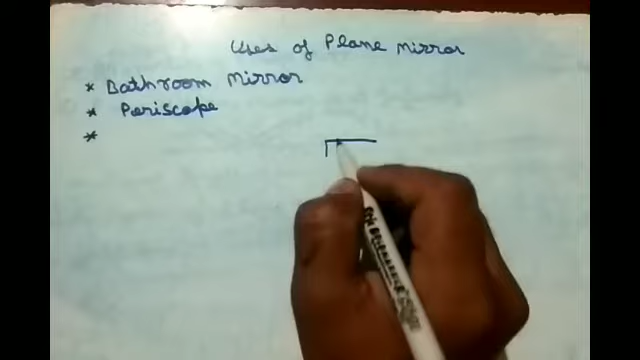 Uses of Plane Mirror
* Bathroom Mirror
* Periscope
*